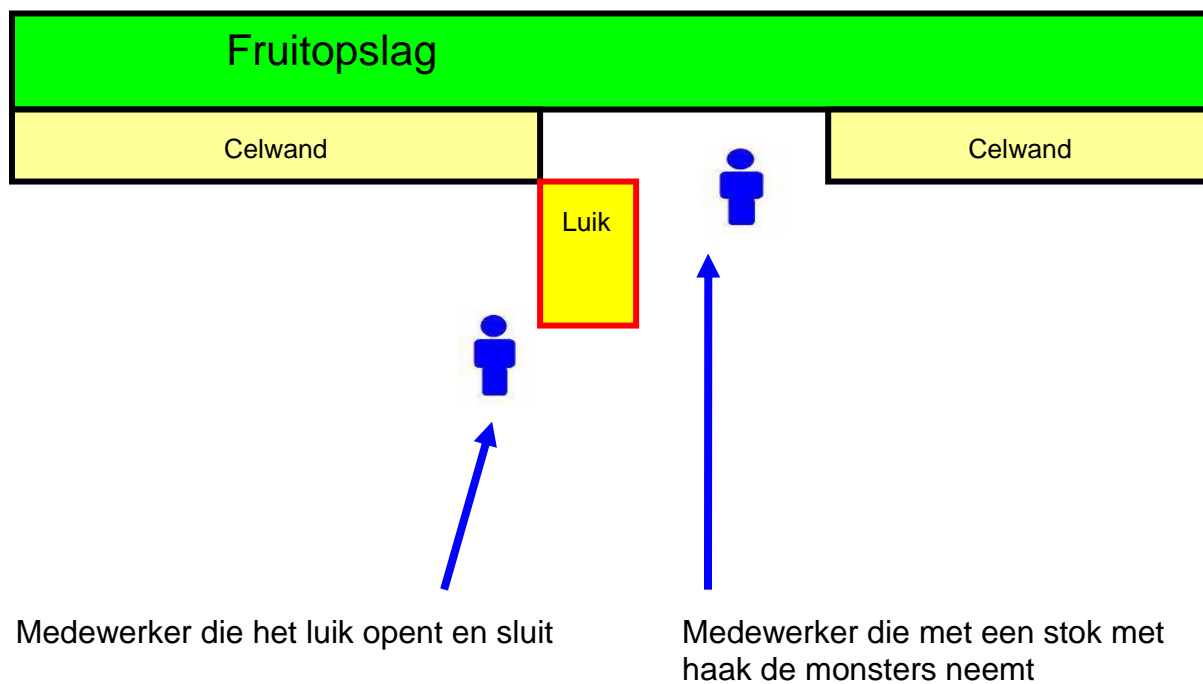 Fruitopslag
Celwand
Celwand
Luik
Medewerker die het luik opent en sluit
Medewerker die met een stok met
haak de monsters neemt